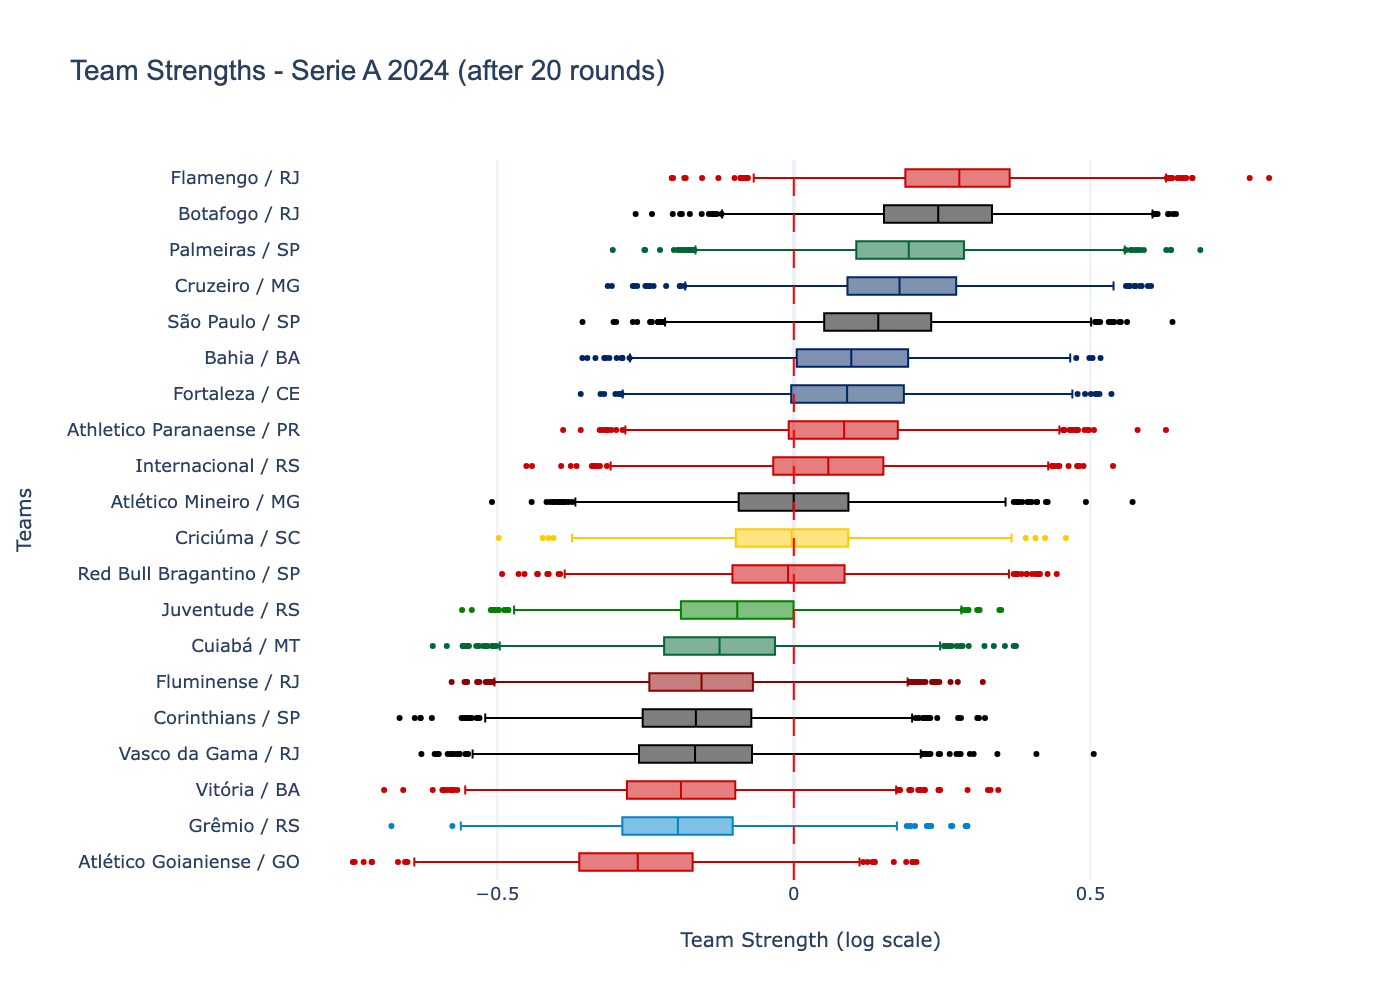 Team Strengths - Serie A 2024 (after 20 rounds)
Flamengo / RJ
Botafogo / RJ
Palmeiras / SP
Cruzeiro / MG
São Paulo / SP
Bahia / BA
Fortaleza / CE
Athletico Paranaense / PR
Internacional / RS
Atlético Mineiro / MG
Criciúma / SC
Red Bull Bragantino / SP
Juventude / RS
Cuiabá / MT
Fluminense / RJ
Corinthians / SP
Vasco da Gama / RJ
Vitória / BA
Grêmio / RS
Atlético Goianiense / GO
Teams
−0.5 0 0.5
Team Strength (log scale)